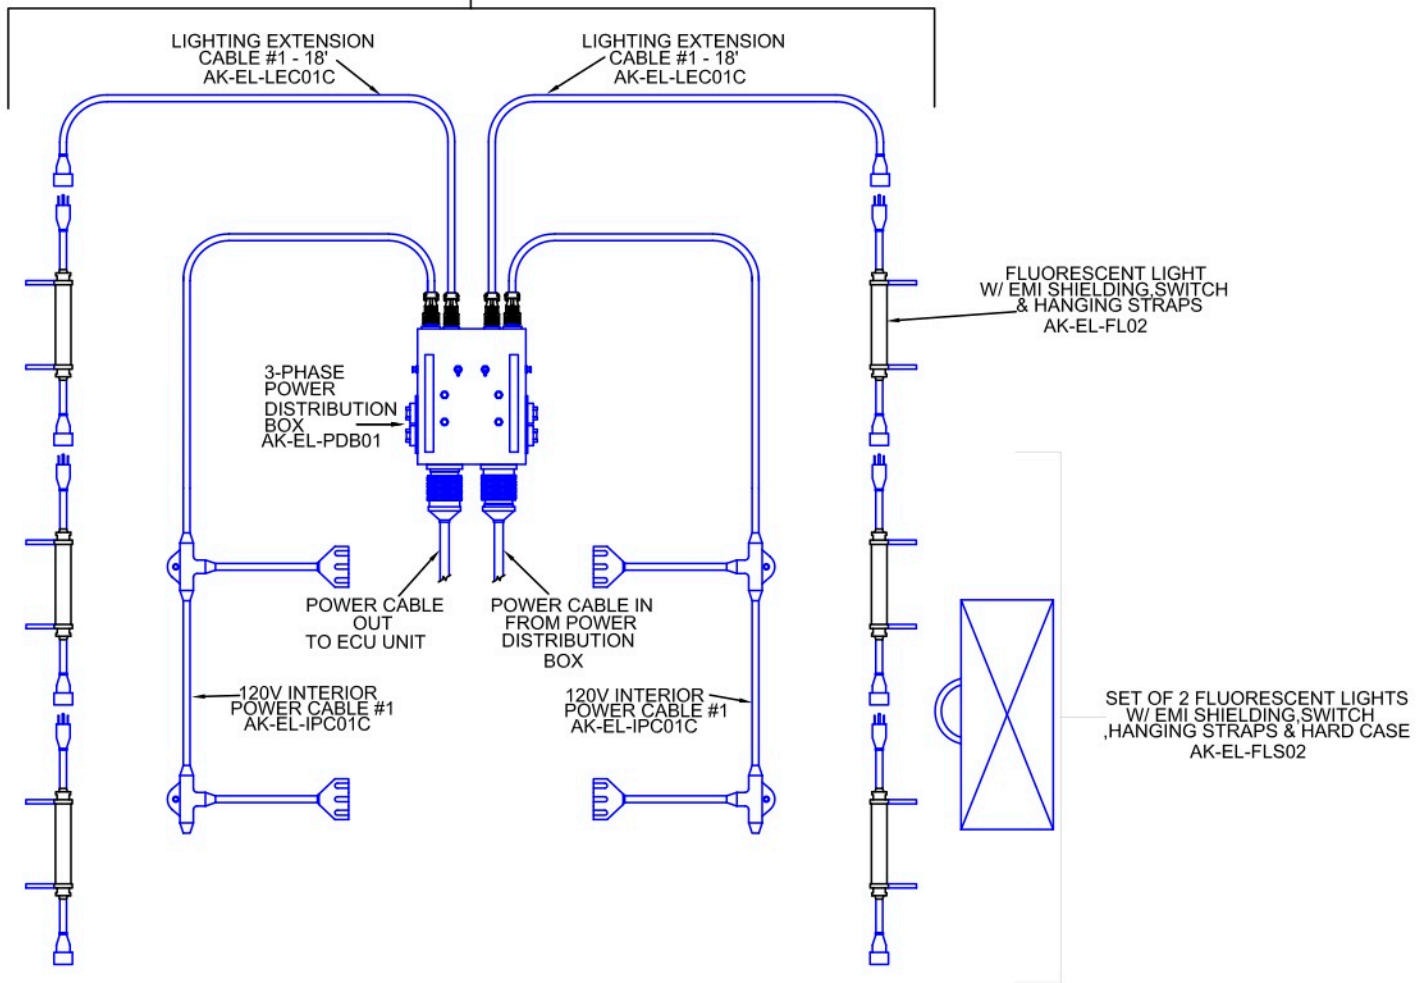 LIGHTING EXTENSION
CABLE #1 - 18'
AK-EL-LEC01C
LIGHTING EXTENSION
CABLE #1 - 18'
AK-EL-LEC01C
FLUORESCENT LIGHT
W/ EMI SHIELDING,SWITCH
& HANGING STRAPS
AK-EL-FL02
3-PHASE
POWER
DISTRIBUTION
BOX
AK-EL-PDB01
POWER CABLE
OUT
TO ECU UNIT
POWER CABLE IN
FROM POWER
DISTRIBUTION
BOX
120V INTERIOR
POWER CABLE #1
AK-EL-IPC01C
120V INTERIOR
POWER CABLE #1
AK-EL-IPC01C
SET OF 2 FLUORESCENT LIGHTS
W/ EMI SHIELDING,SWITCH
,HANGING STRAPS & HARD CASE
AK-EL-FLS02